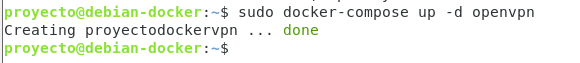 proyecto@debian-docker:~$ sudo docker-compose up -d openvpn
Creating proyectodockervpn ... done
proyecto@debian-docker:~$